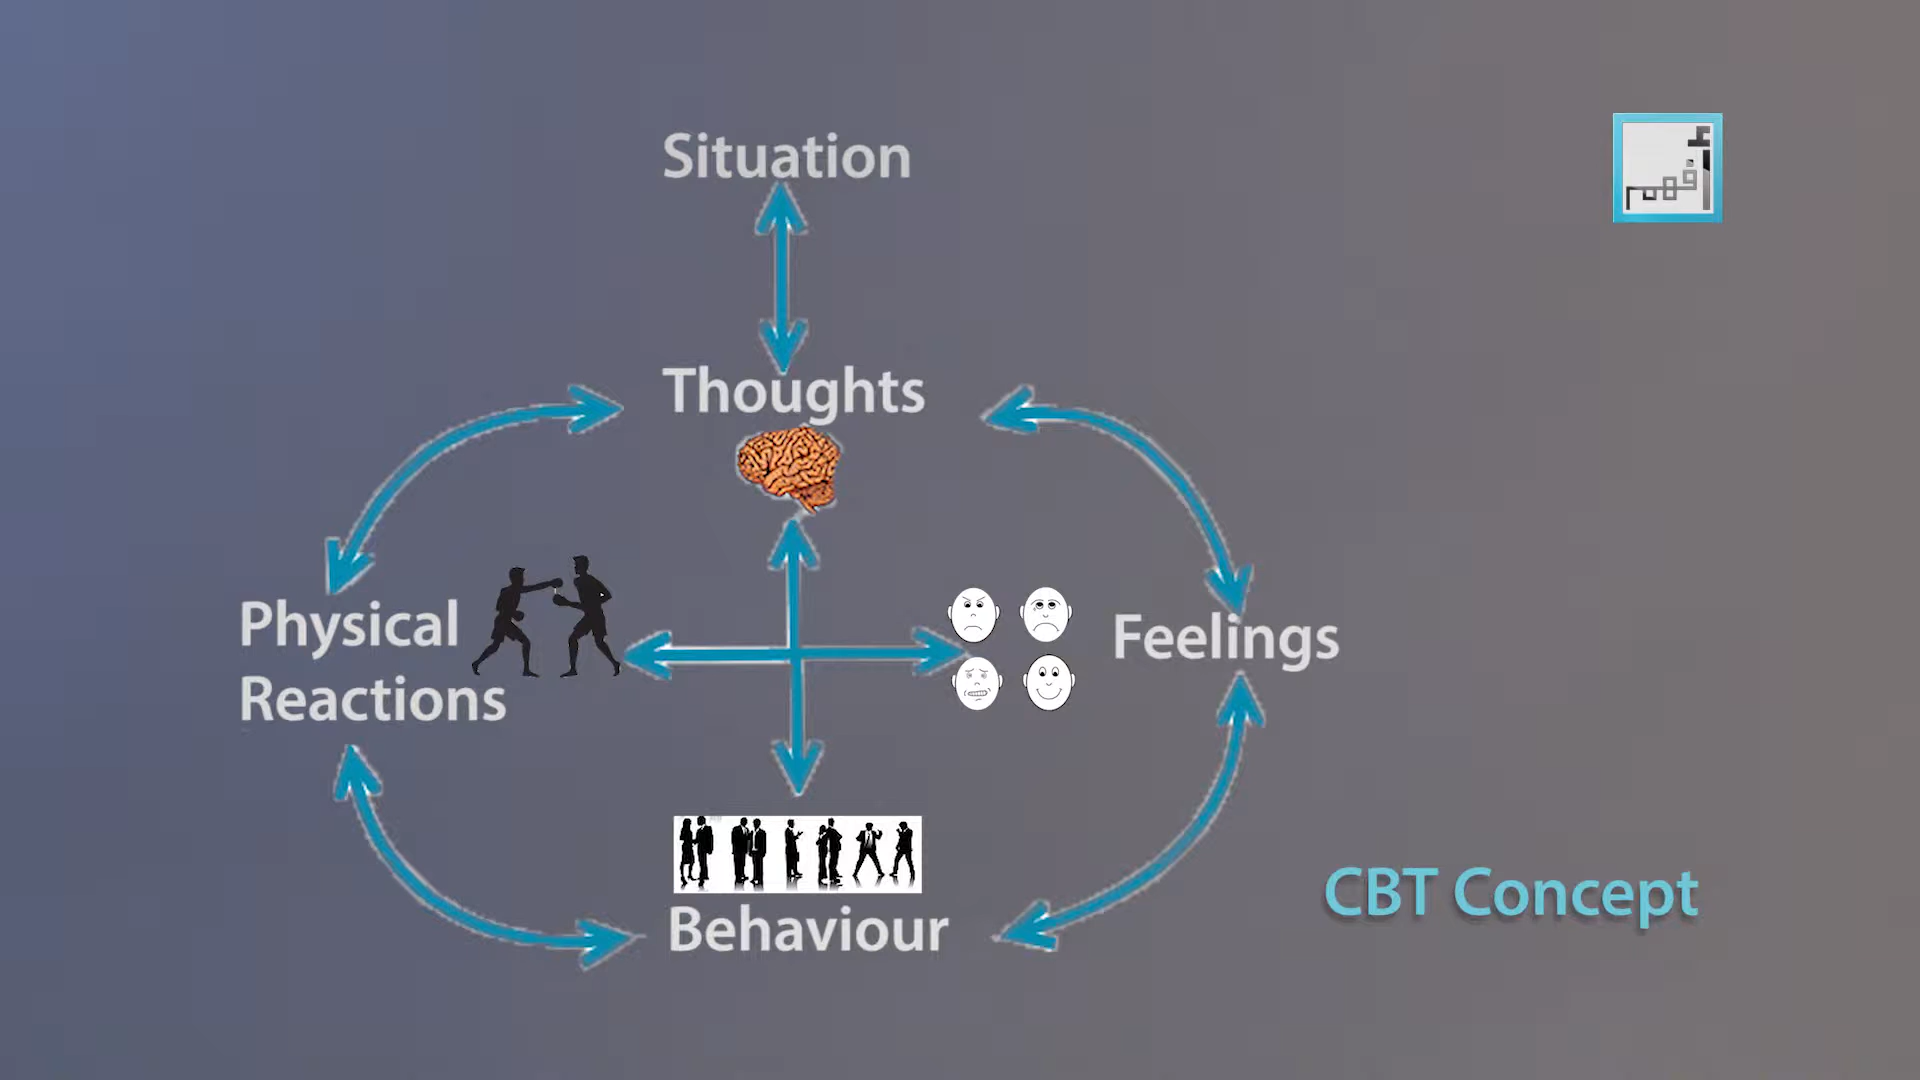 Situation
Thoughts
Physical
Reactions
Feelings
Behaviour
CBT Concept